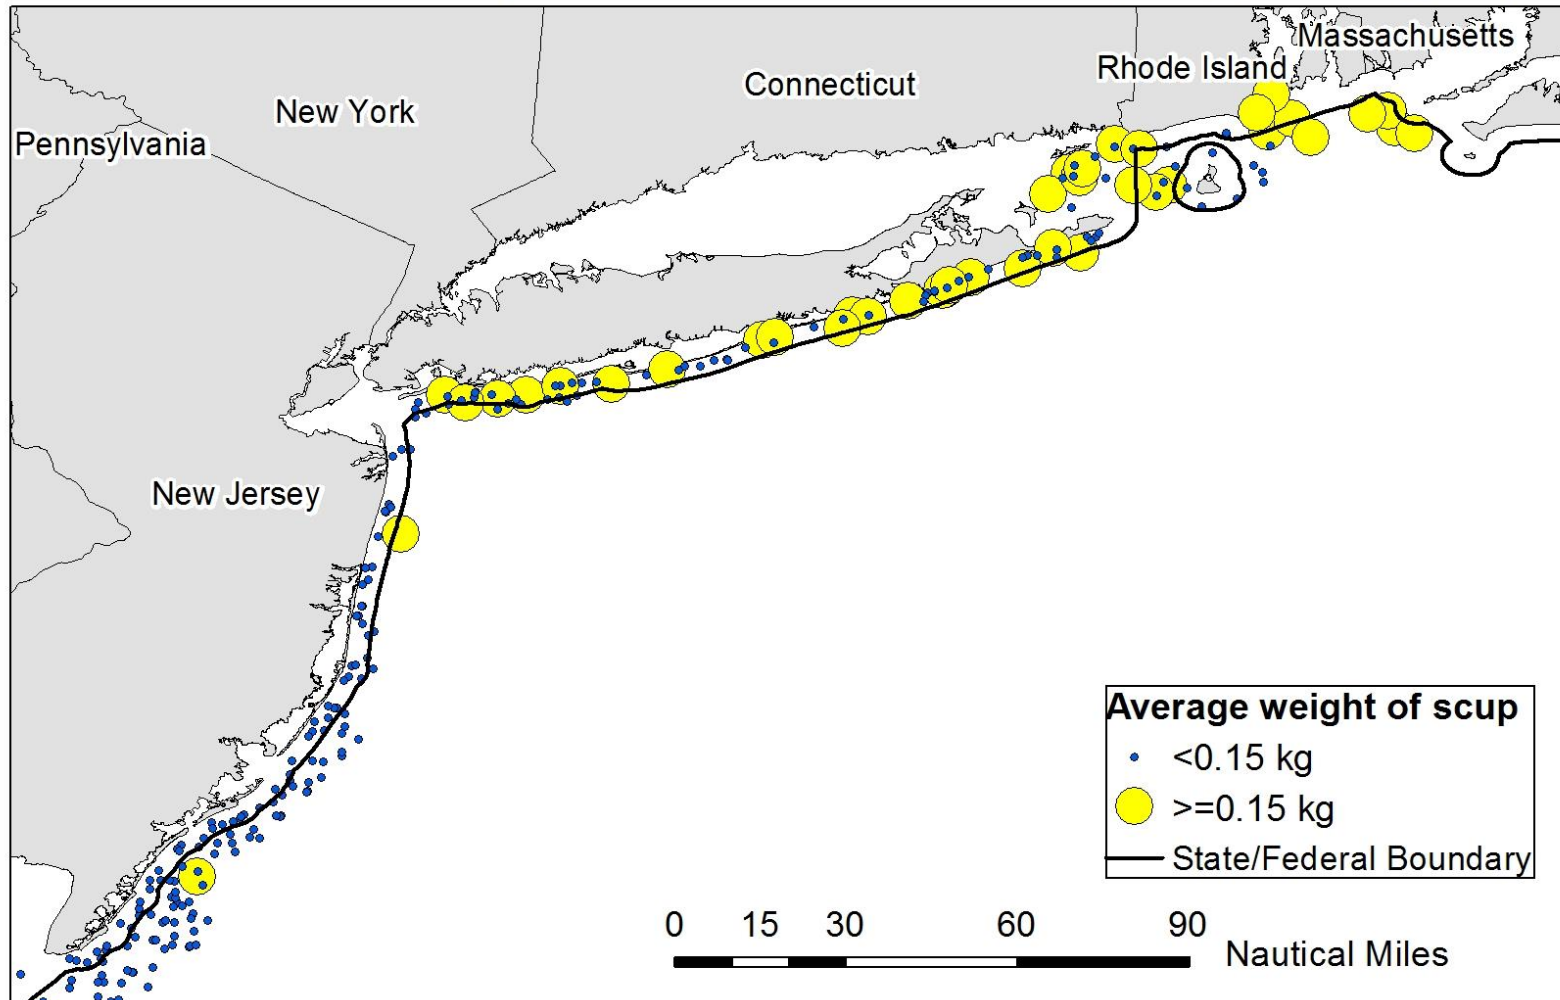 Massachusetts
Rhode Island
Connecticut
New York
Pennsylvania
New Jersey
Average weight of scup
<0.15 kg
>=0.15 kg
State/Federal Boundary
0 15 30 60 90
Nautical Miles